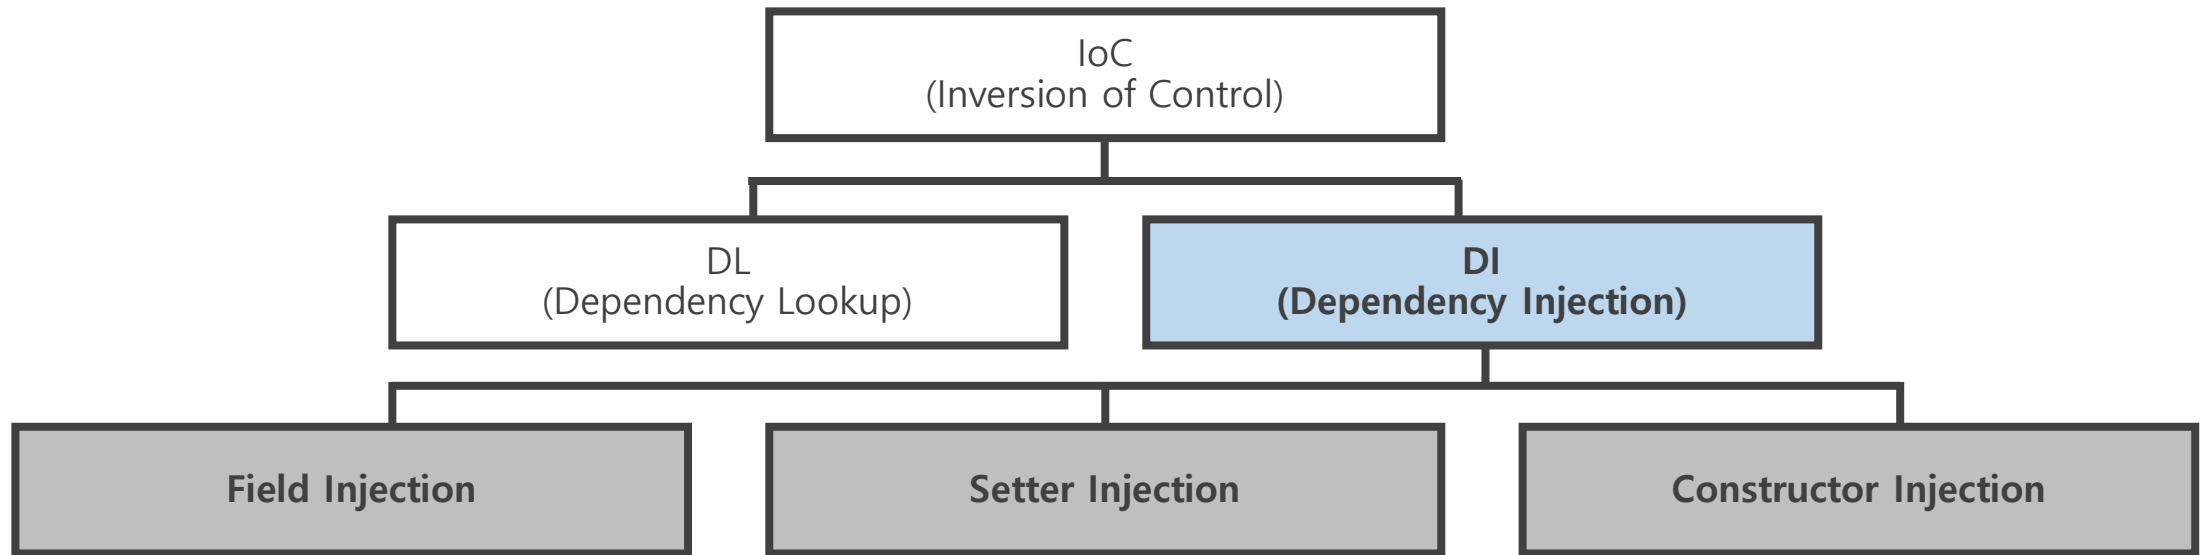 IoC
(Inversion of Control)
DL
(Dependency Lookup)
DI
(Dependency Injection)
Field Injection
Setter Injection
Constructor Injection